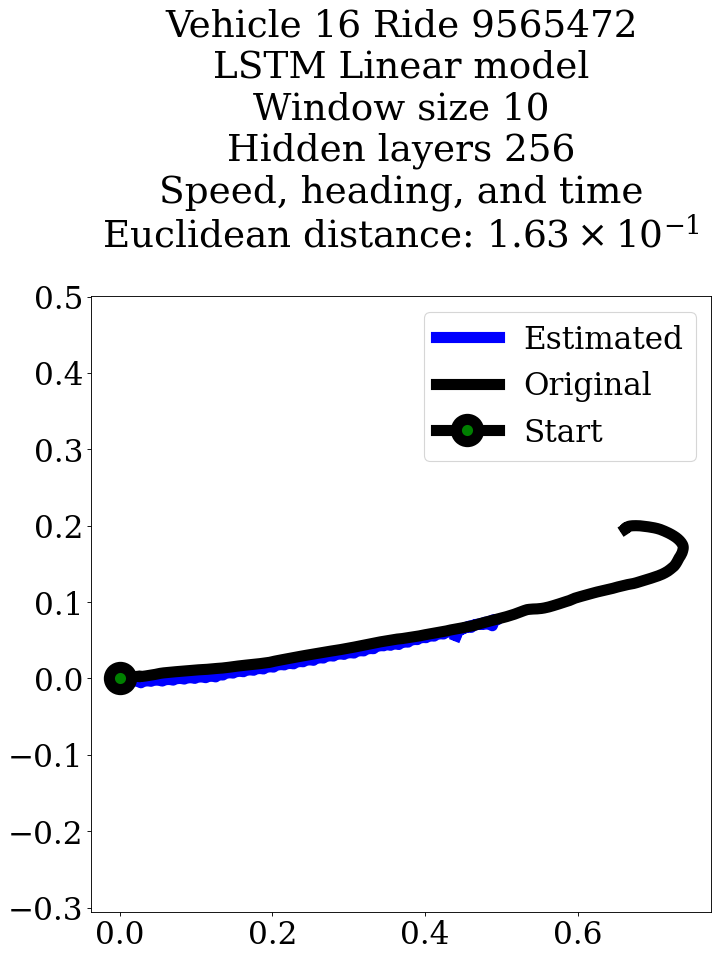 Vehicle 16 Ride 9565472
LSTM Linear model
Window size 10
Hidden layers 256
Speed, heading, and time
Euclidean distance: 1.63 × 10⁻¹
0.5
0.4
0.3
0.2
0.1
0.0
−0.1
−0.2
−0.3
Estimated
Original
Start
0.0 0.2 0.4 0.6